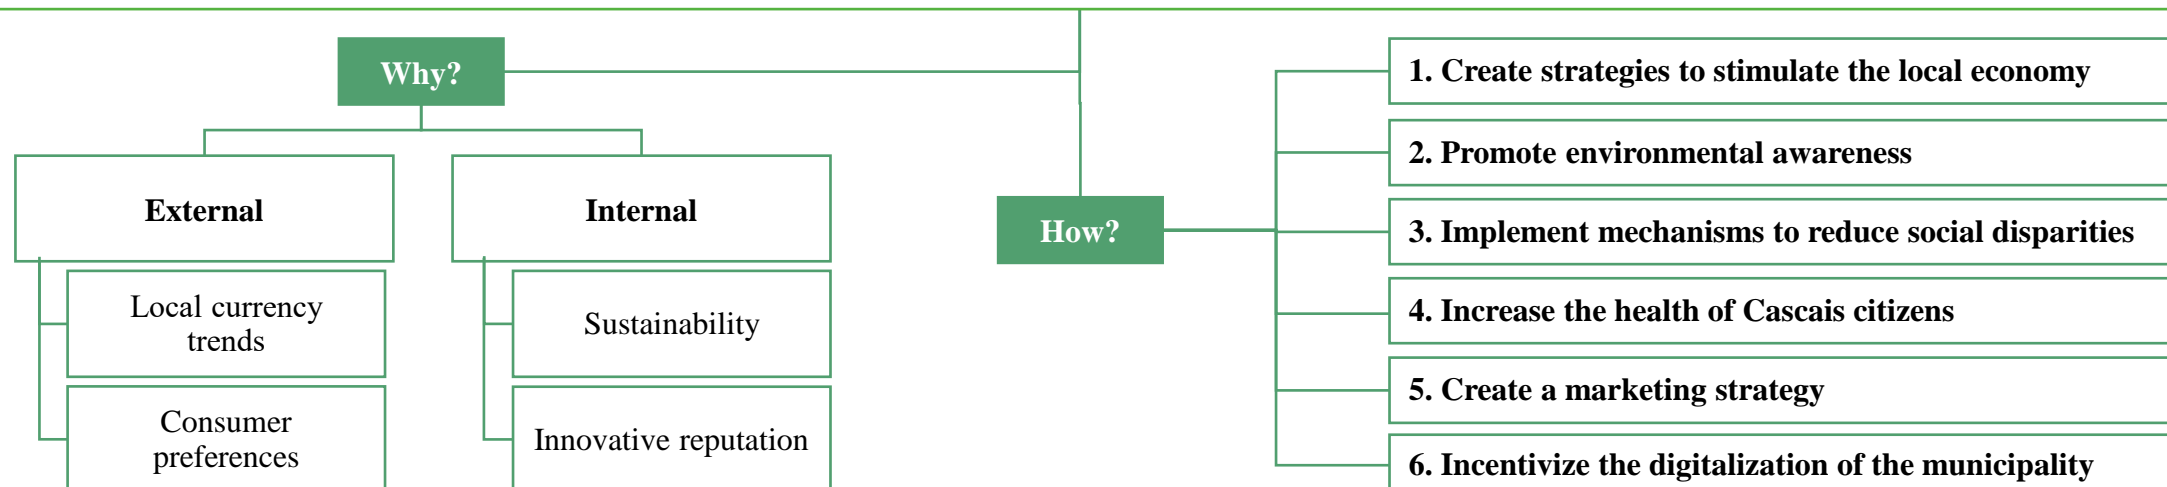 Why?
External
Local currency
trends
Consumer
preferences
Internal
Sustainability
Innovative reputation
How?
1. Create strategies to stimulate the local economy
2. Promote environmental awareness
3. Implement mechanisms to reduce social disparities
4. Increase the health of Cascais citizens
5. Create a marketing strategy
6. Incentivize the digitalization of the municipality